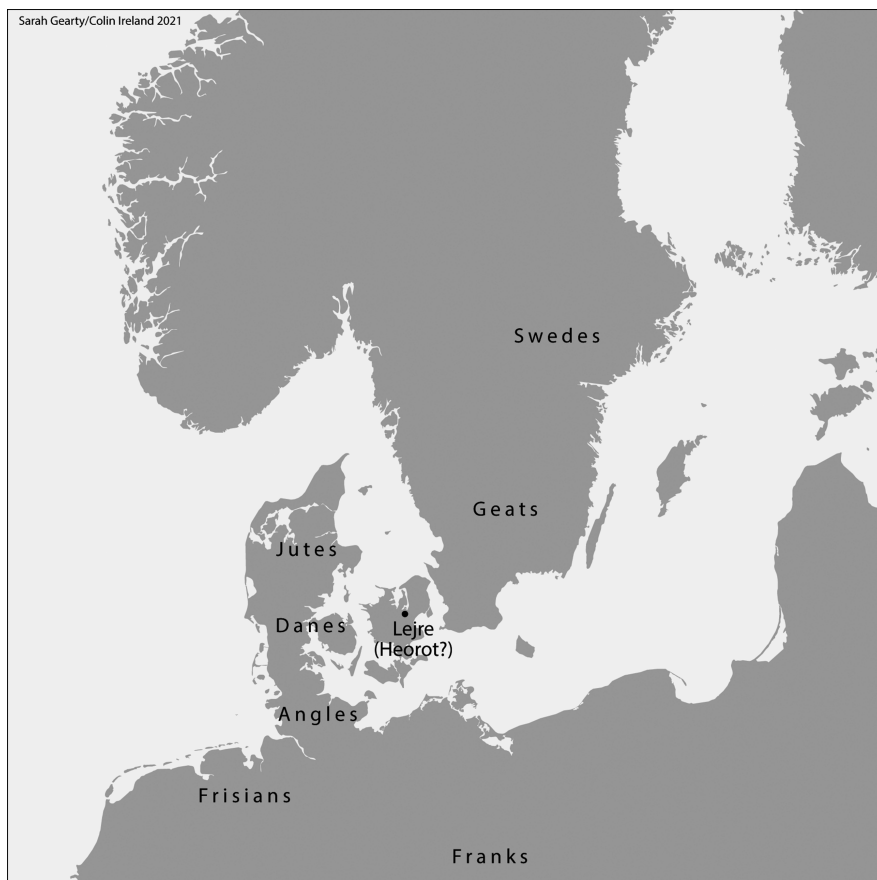 Sarah Gearty/Colin Ireland 2021
Swedes
Geats
Jutes
Danes
Lejre
(Heorot?)
Angles
Frisians
Franks